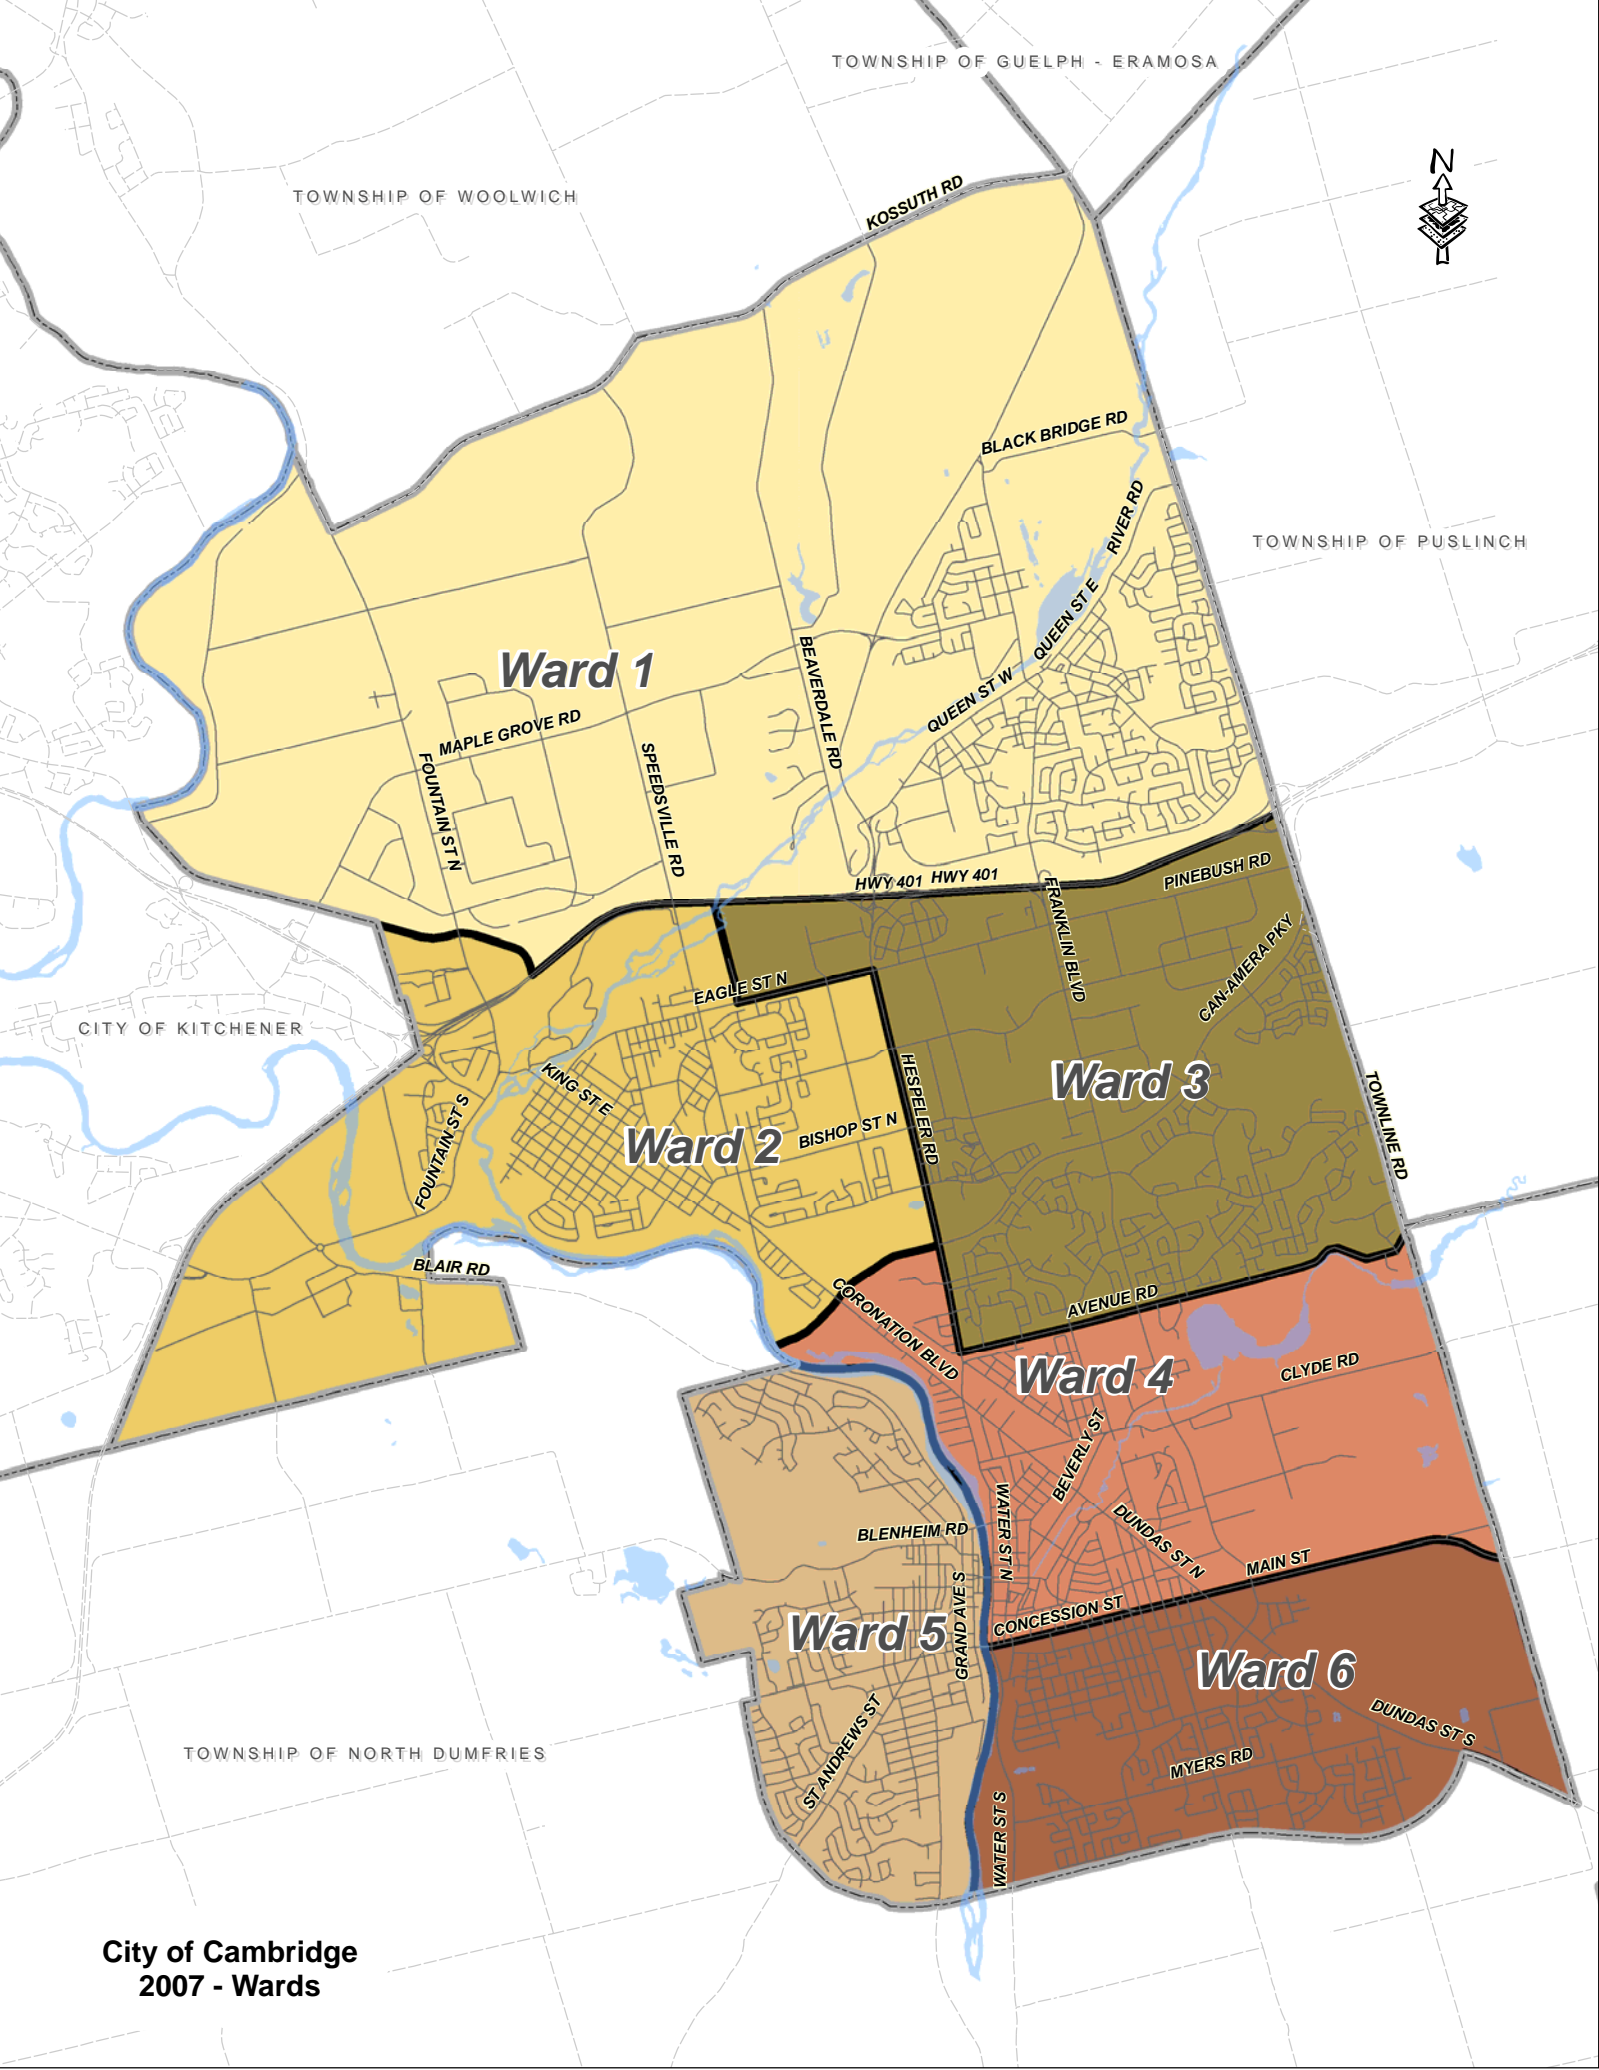 TOWNSHIP OF GUELPH - ERAMOSA
N
TOWNSHIP OF WOOLWICH
KOSSUTH RD
BLACK BRIDGE RD
RIVER RD
TOWNSHIP OF PUSLINCH
QUEEN ST E
Ward 1
BEAVERDALE RD
QUEEN ST W
MAPLE GROVE RD
FOUNTAIN ST N
SPEEDSVILLE RD
HWY 401
HWY 401
PINEBUSH RD
FRANKLIN BLVD
CAN-AMERA PKY
EAGLE ST N
CITY OF KITCHENER
KING ST E
HESPELER RD
Ward 3
TOWNLINE RD
FOUNTAIN ST S
Ward 2
BISHOP ST N
BLAIR RD
CORONATION BLVD
AVENUE RD
Ward 4
CLYDE RD
BEVERLY ST
WATER ST N
DUNDAS ST N
BLENHEIM RD
MAIN ST
GRAND AVE S
CONCESSION ST
Ward 5
Ward 6
ST ANDREWS ST
DUNDAS ST S
TOWNSHIP OF NORTH DUMFRIES
MYERS RD
WATER ST S
City of Cambridge
2007 - Wards